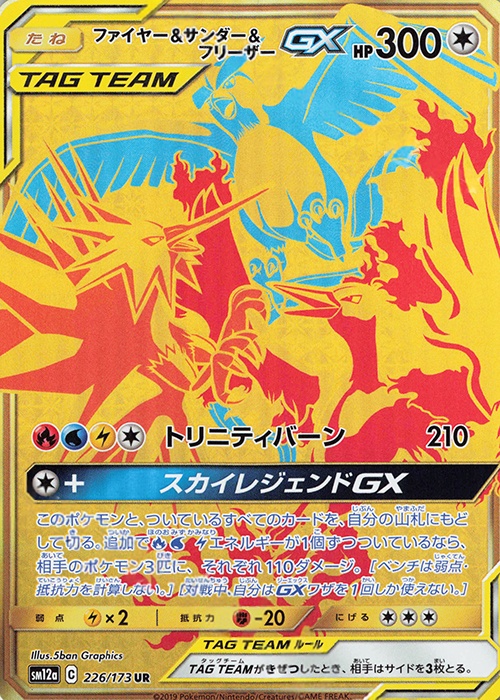 たね
ファイヤー&サンダー&
フリーザー GX HP 300
TAG TEAM
トリニティバーン 210
+ スカイレジェンドGX
このポケモンと、ついているすべてのカードを、自分の山札にもど
して切る。追加でエネルギーが1個ずつついているなら、
相手のポケモン3匹に、それぞれ110ダメージ。[ベンチは弱点・
抵抗力を計算しない。][対戦中、自分はGXワザを1回しか使えない。]
弱点 ×2 抵抗力 -20 にげる
Illus.5ban Graphics
TAG TEAM ルール
sm12a C 226/173 UR
TAG TEAMがきぜつしたとき、相手はサイドを3枚とる。
©2019 Pokémon/Nintendo/Creatures/GAME FREAK.